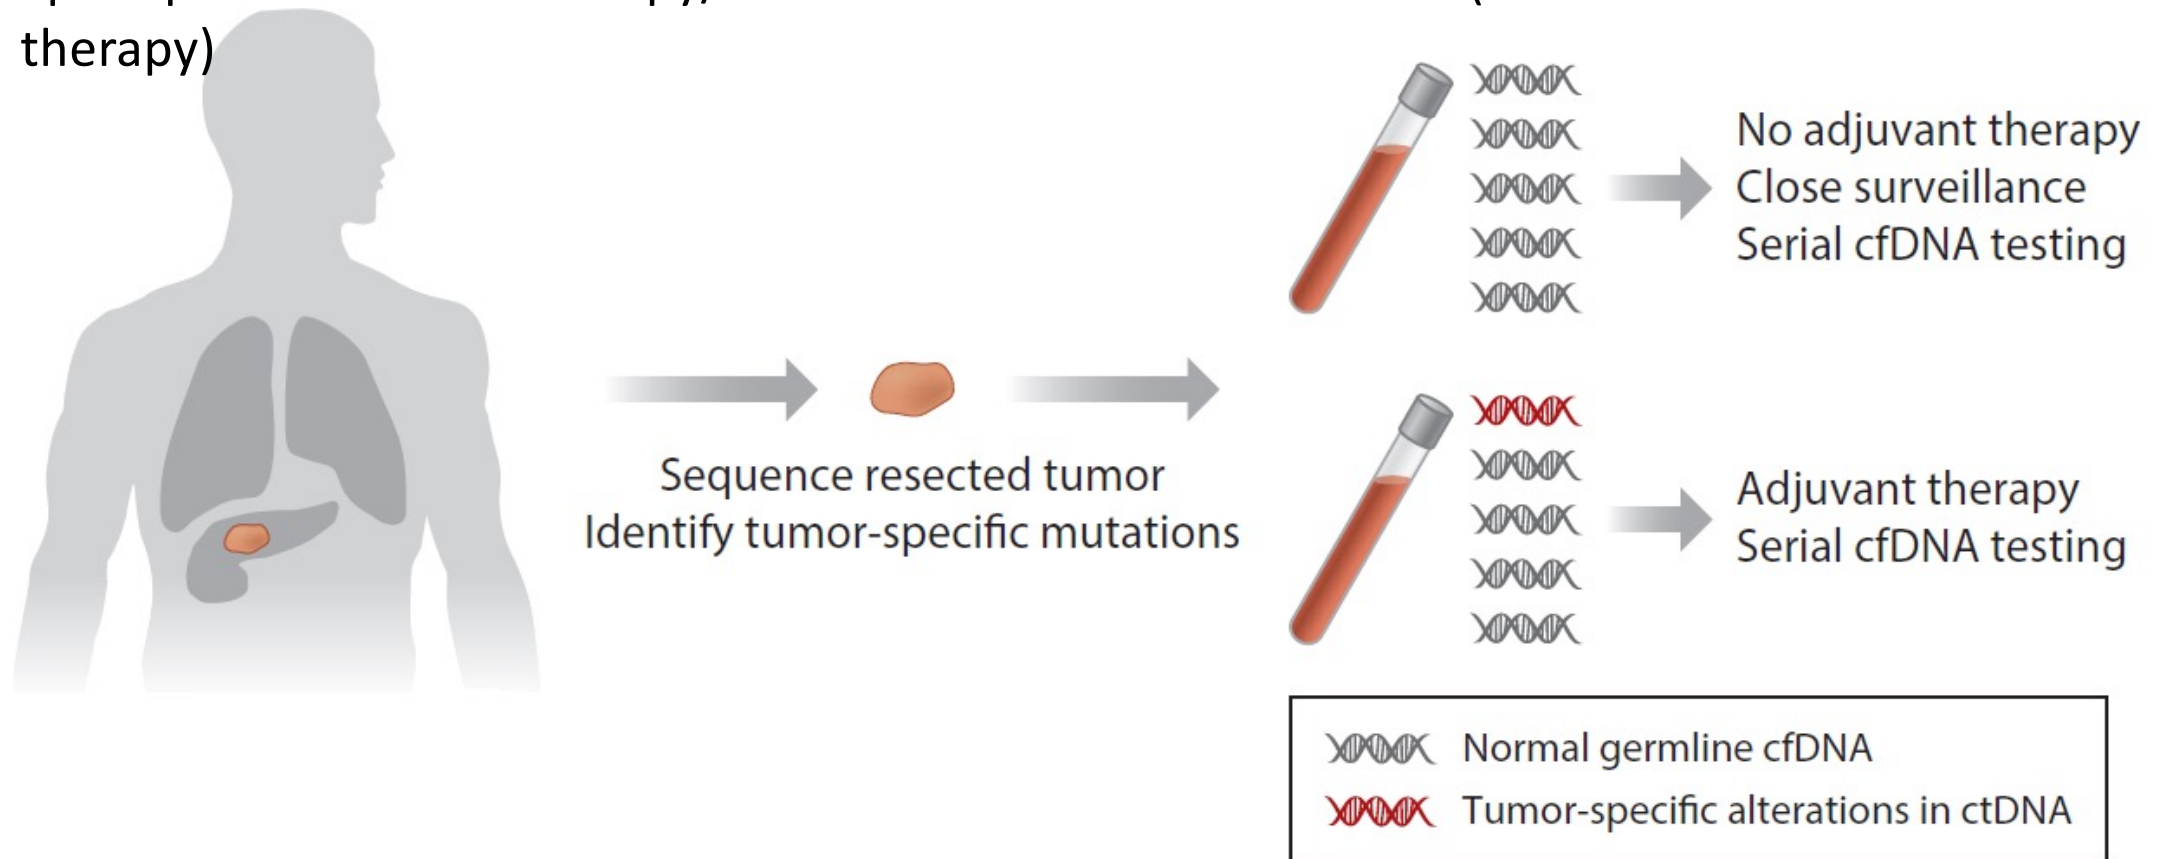 therapy)
No adjuvant therapy
Close surveillance
Serial cfDNA testing
Sequence resected tumor
Identify tumor-specific mutations
Adjuvant therapy
Serial cfDNA testing
Normal germline cfDNA
Tumor-specific alterations in ctDNA